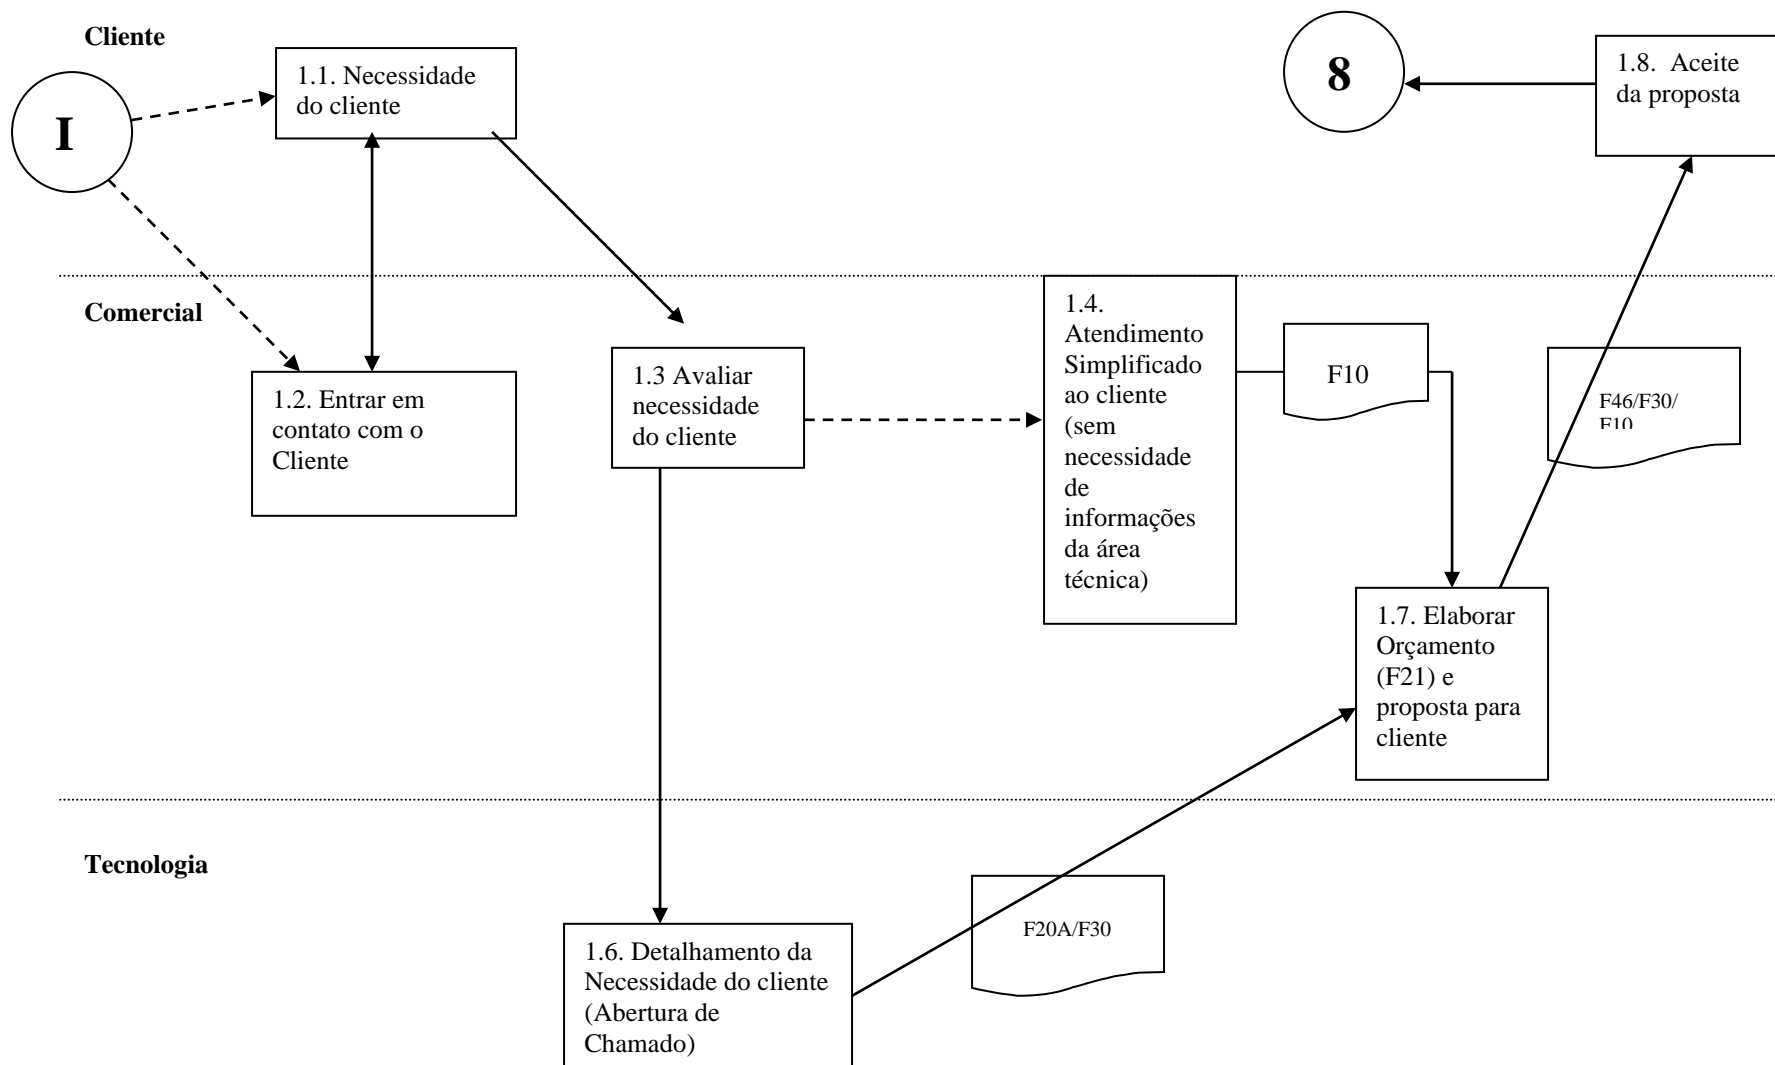 Cliente
I
1.1. Necessidade
do cliente
8
1.8. Aceite
da proposta
Comercial
1.2. Entrar em
contato com o
Cliente
1.3 Avaliar
necessidade
do cliente
1.4.
Atendimento
Simplificado
ao cliente
(sem
necessidade
de
informações
da área
técnica)
F10
F46/F30/
F10
1.7. Elaborar
Orçamento
(F21) e
proposta para
cliente
Tecnologia
1.6. Detalhamento da
Necessidade do cliente
(Abertura de
Chamado)
F20A/F30